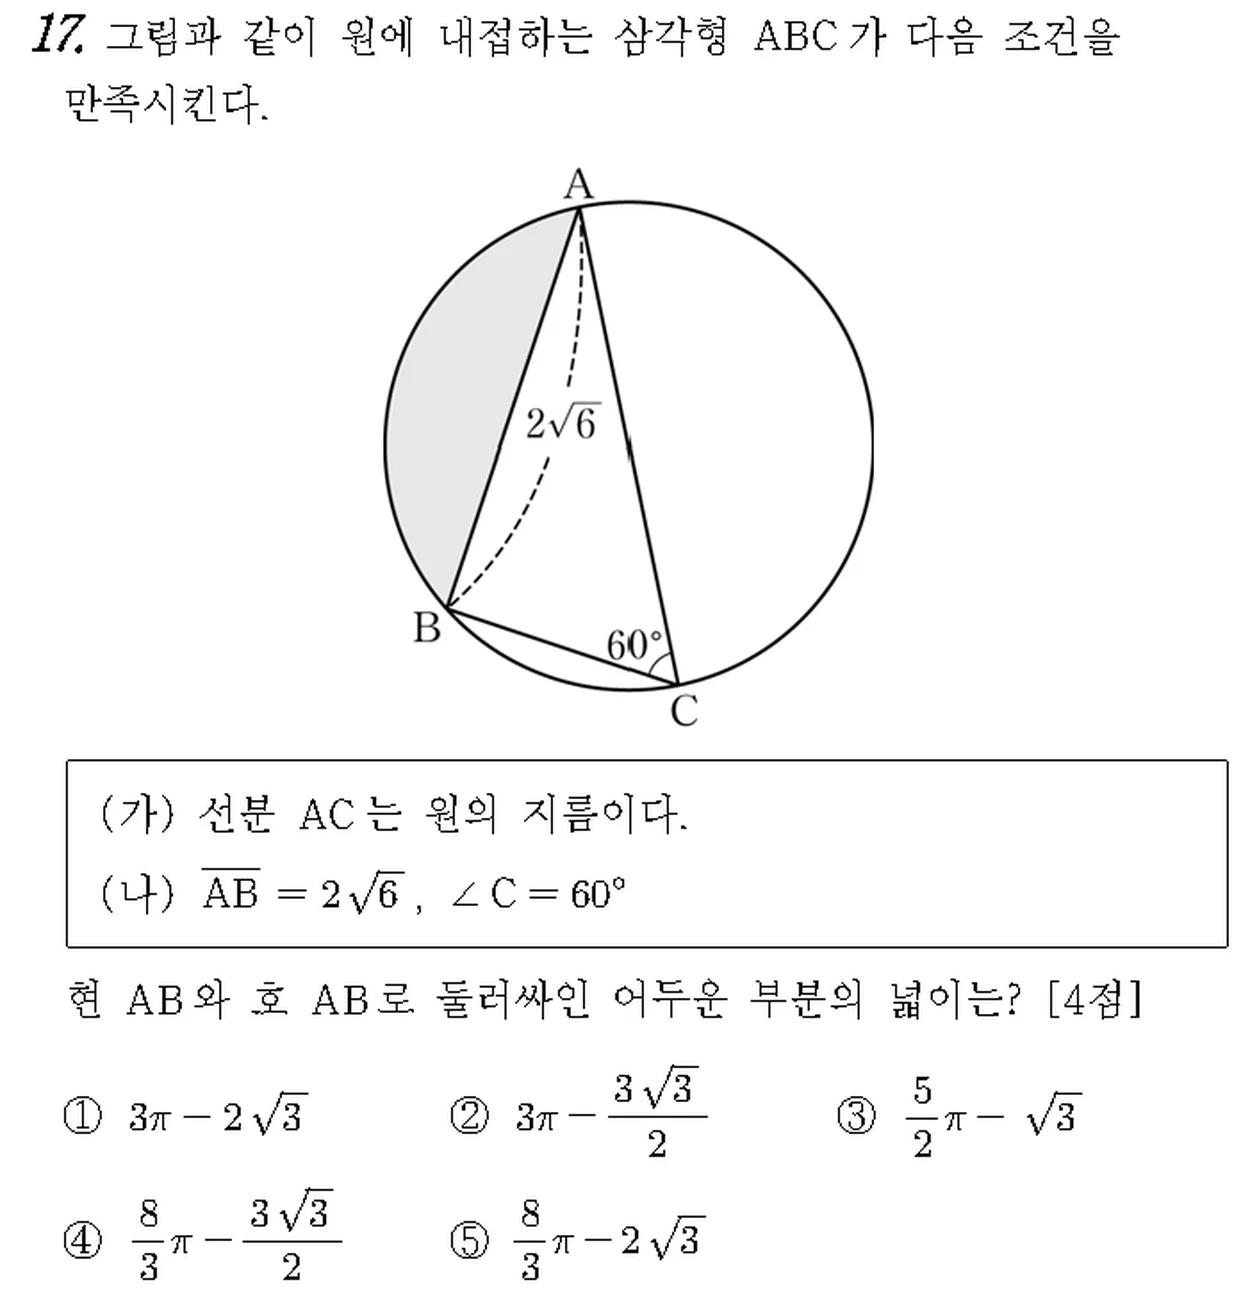 17. 그림과 같이 원에 내접하는 삼각형 ABC가 다음 조건을
만족시킨다.
A
2√6
B
60°
C
(가) 선분 AC는 원의 지름이다.
(나) A̅B̅ = 2√6, ∠C = 60°
현 AB와 호 AB로 둘러싸인 어두운 부분의 넓이는? [4점]
① 3π − 2√3 ② 3π − 3√3/2 ③ 5/2π − √3
④ 8/3π − 3√3/2 ⑤ 8/3π − 2√3